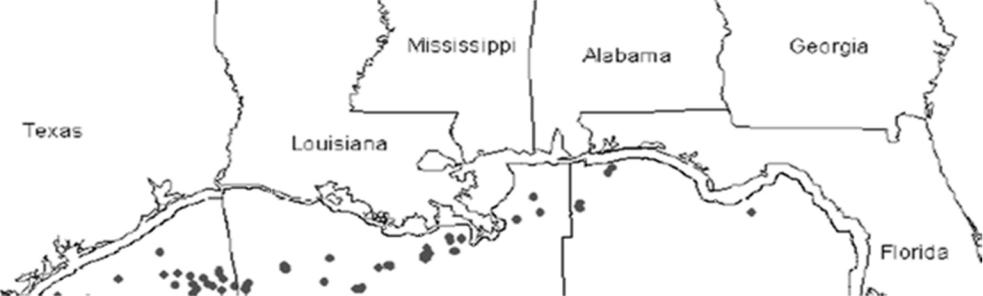 Mississippi
Alabama
Georgia
Texas
Louisiana
Florida